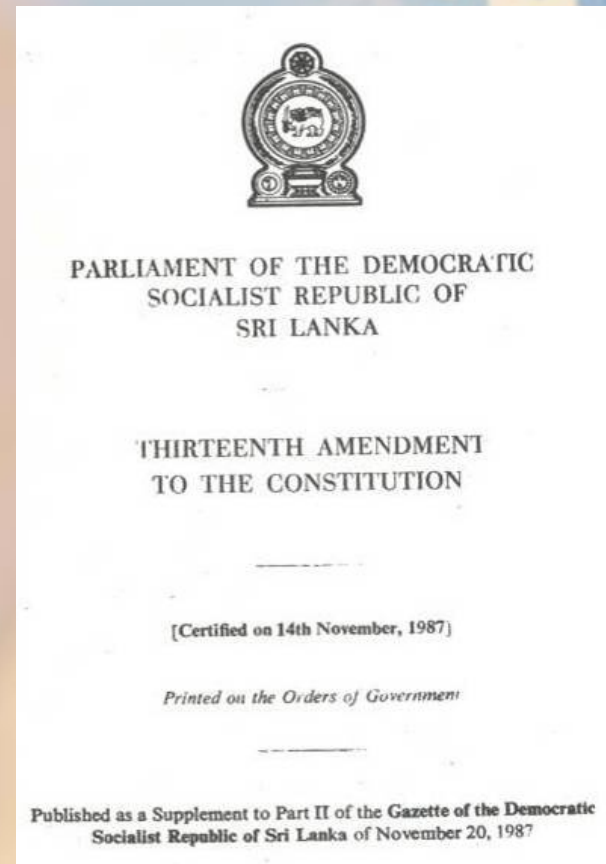 PARLIAMENT OF THE DEMOCRATIC
SOCIALIST REPUBLIC OF
SRI LANKA
THIRTEENTH AMENDMENT
TO THE CONSTITUTION
[Certified on 14th November, 1987]
Printed on the Orders of Government
Published as a Supplement to Part II of the Gazette of the Democratic
Socialist Republic of Sri Lanka of November 20, 1987